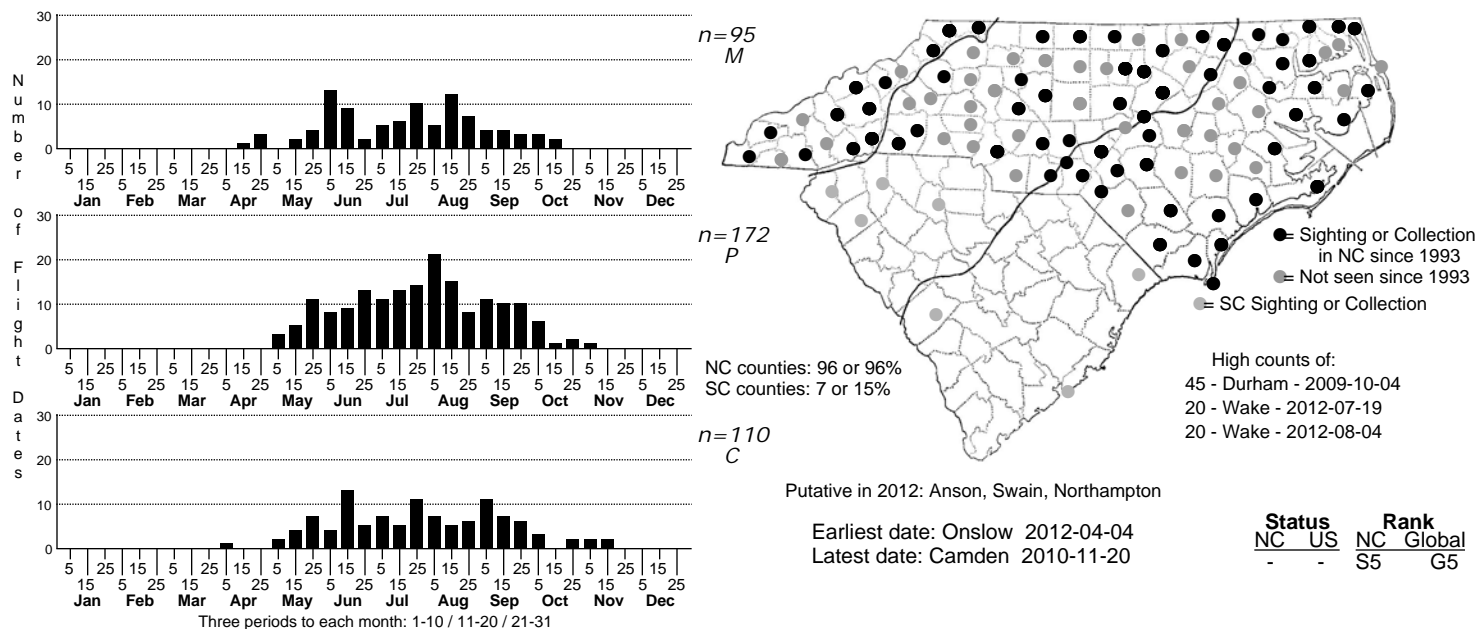 Number of Flight Dates
30
20
10
0
n=95
M
5 15 25 5 15 25 5 15 25 5 15 25 5 15 25 5 15 25 5 15 25 5 15 25 5 15 25 5 15 25 5 15 25 5 15 25
Jan Feb Mar Apr May Jun Jul Aug Sep Oct Nov Dec
30
20
10
0
n=172
P
5 15 25 5 15 25 5 15 25 5 15 25 5 15 25 5 15 25 5 15 25 5 15 25 5 15 25 5 15 25 5 15 25 5 15 25
Jan Feb Mar Apr May Jun Jul Aug Sep Oct Nov Dec
30
20
10
0
n=110
C
5 15 25 5 15 25 5 15 25 5 15 25 5 15 25 5 15 25 5 15 25 5 15 25 5 15 25 5 15 25 5 15 25 5 15 25
Jan Feb Mar Apr May Jun Jul Aug Sep Oct Nov Dec
Three periods to each month: 1-10 / 11-20 / 21-31
= Sighting or Collection
in NC since 1993
= Not seen since 1993
= SC Sighting or Collection
NC counties: 96 or 96%
SC counties: 7 or 15%
High counts of:
45 - Durham - 2009-10-04
20 - Wake - 2012-07-19
20 - Wake - 2012-08-04
Putative in 2012: Anson, Swain, Northampton
Earliest date: Onslow 2012-04-04
Latest date: Camden 2010-11-20
Status Rank
NC US NC Global
- - S5 G5